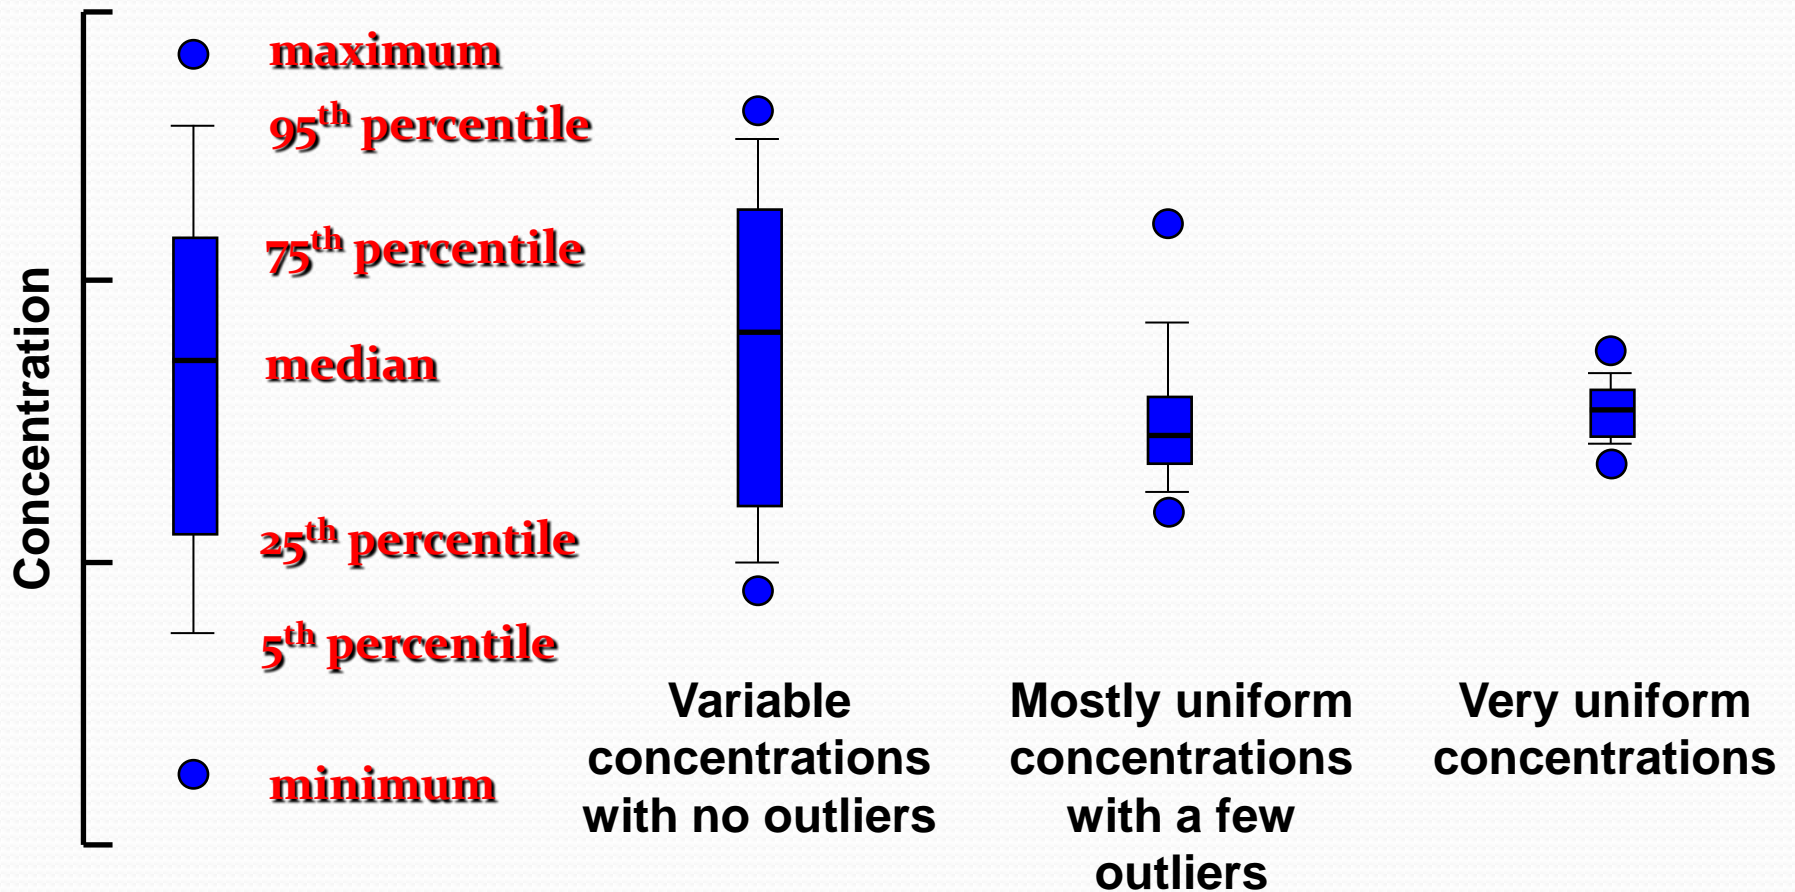 Concentration
maximum
95th percentile
75th percentile
median
25th percentile
5th percentile
minimum
Variable
concentrations
with no outliers
Mostly uniform
concentrations
with a few
outliers
Very uniform
concentrations